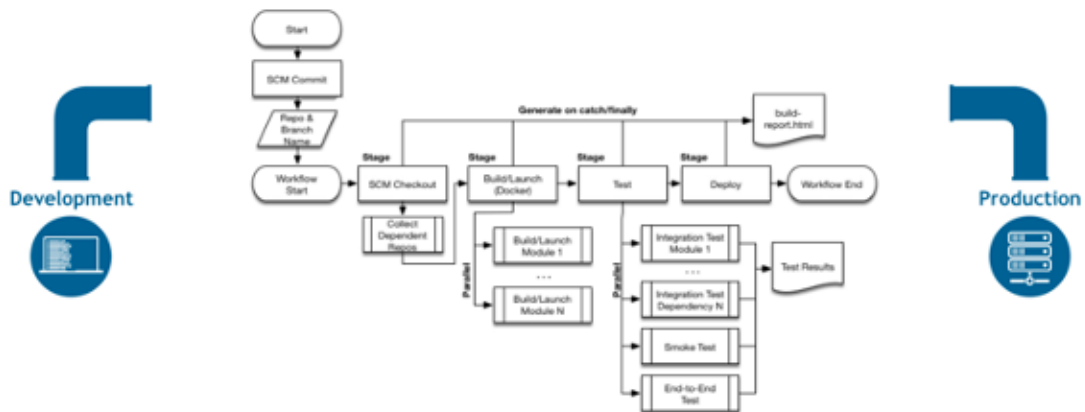 Start
SCM Commit
Generate on catch/finally
Repo &
Branch
Name
build-
report.html
Stage
Stage
Stage
Stage
Development
Workflow
Start
SCM Checkout
Build/Launch
(Docker)
Test
Deploy
Workflow End
Production
Collect
Dependent
Repos
Parallel
Build/Launch
Module 1
...
Build/Launch
Module N
Parallel
Integration Test
Module 1
...
Integration Test
Dependency N
Smoke Test
End-to-End
Test
Test Results